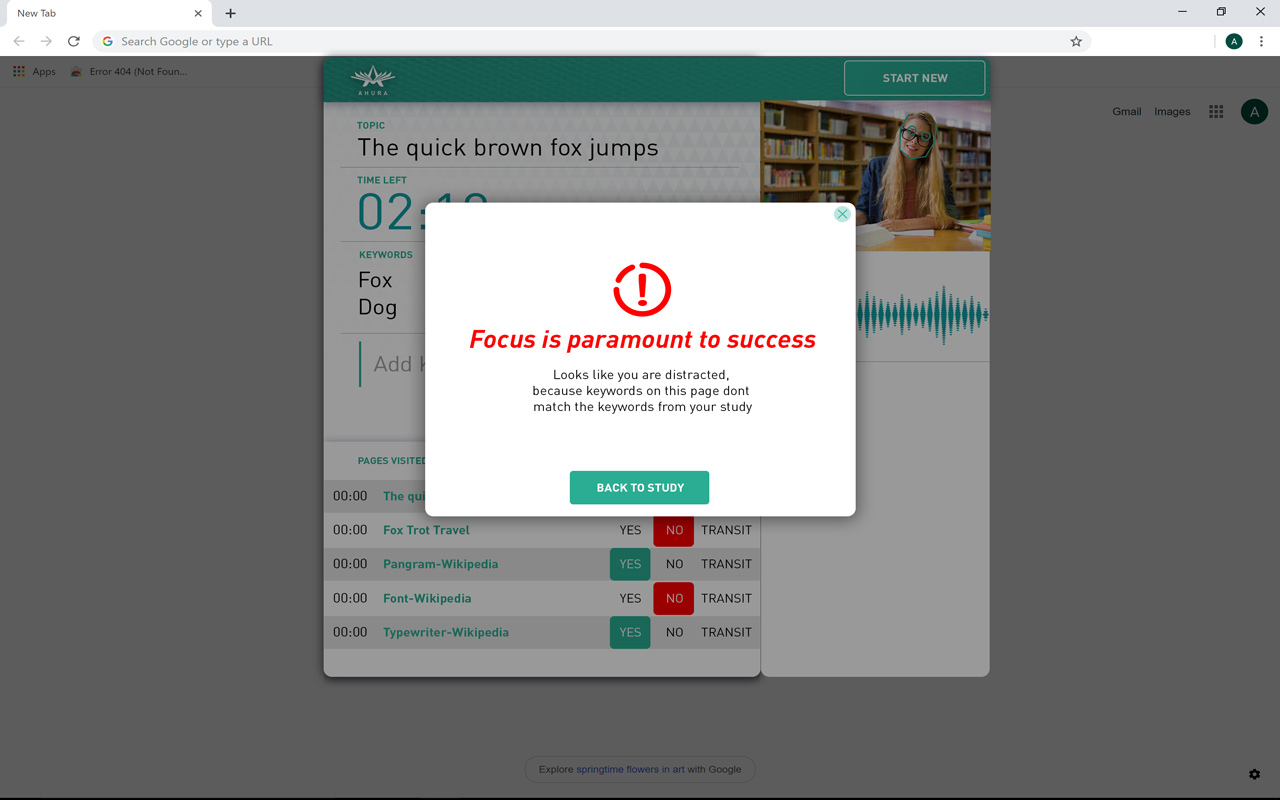 New Tab
Search Google or type a URL
A
Apps
Error 404 (Not Foun...
AHURA
START NEW
Gmail
Images
A
TOPIC
The quick brown fox jumps
TIME LEFT
KEYWORDS
Fox
Dog
Add
Focus is paramount to success
Looks like you are distracted,
because keywords on this page dont
match the keywords from your study
BACK TO STUDY
PAGES VISITED
00:00 The qui
00:00 Fox Trot Travel YES NO TRANSIT
00:00 Pangram-Wikipedia YES NO TRANSIT
00:00 Font-Wikipedia YES NO TRANSIT
00:00 Typewriter-Wikipedia YES NO TRANSIT
Explore springtime flowers in art with Google